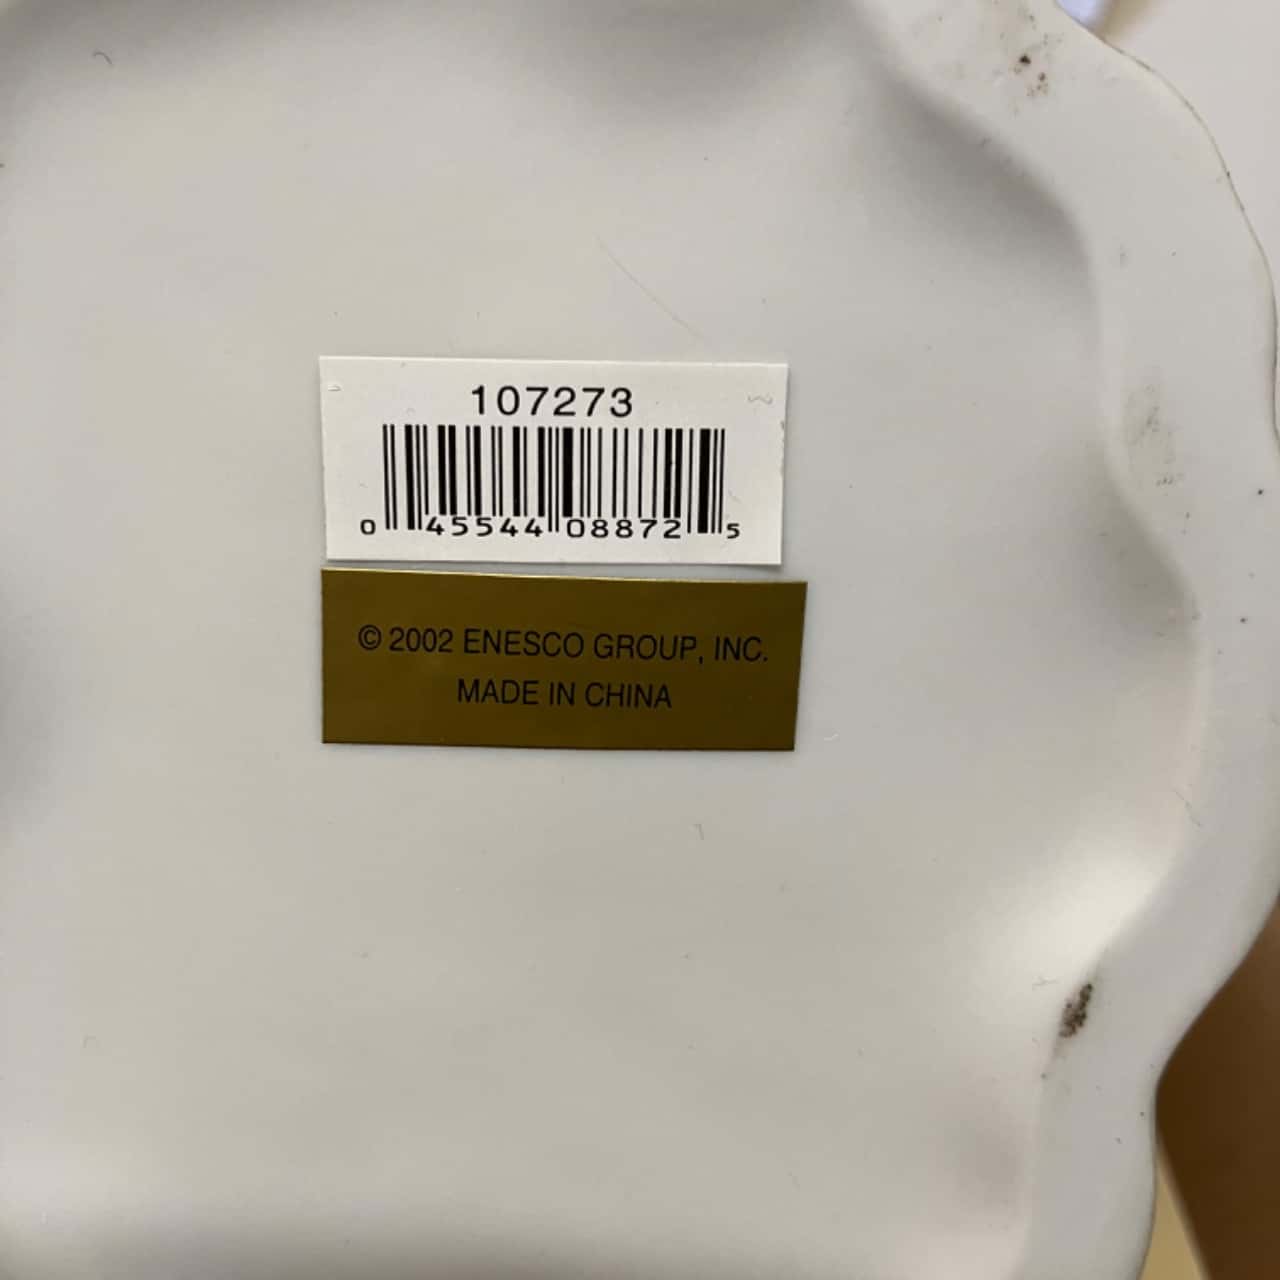 107273
0 45544 08872 5
© 2002 ENESCO GROUP, INC.
MADE IN CHINA